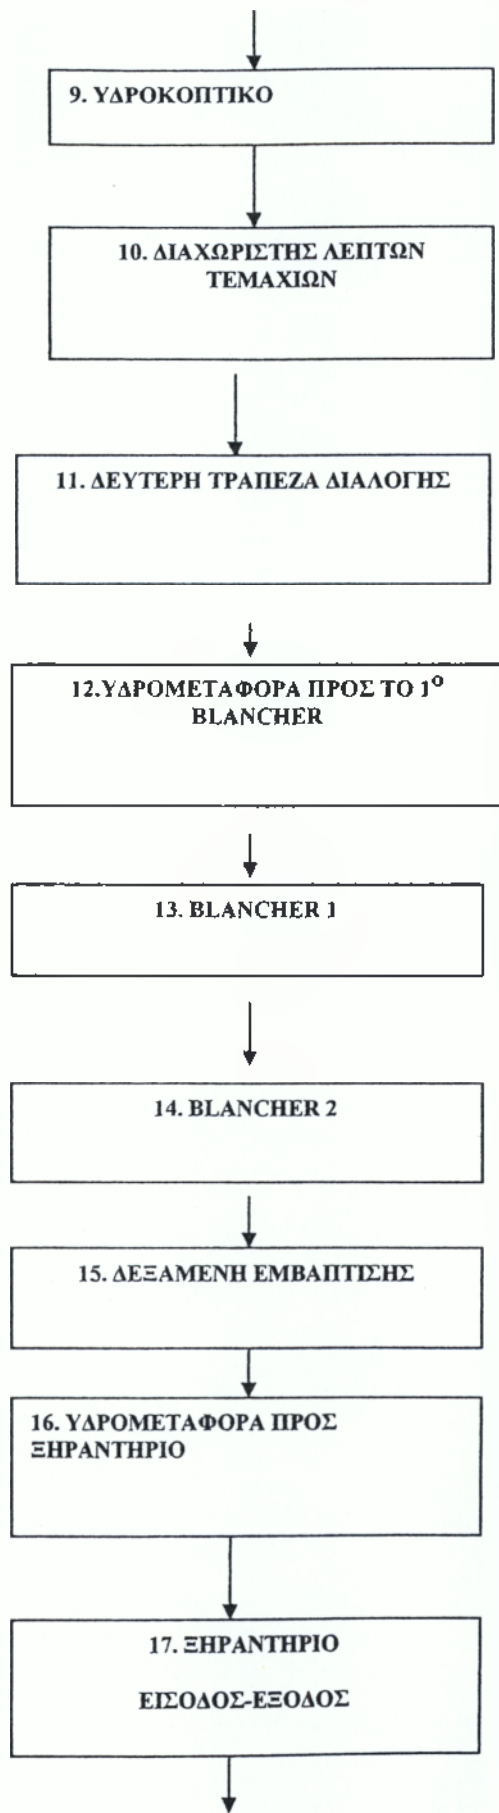 9. ΥΔΡΟΚΟΠΤΙΚΟ
10. ΔΙΑΧΩΡΙΣΤΗΣ ΛΕΠΤΩΝ
ΤΕΜΑΧΙΩΝ
11. ΔΕΥΤΕΡΗ ΤΡΑΠΕΖΑ ΔΙΑΛΟΓΗΣ
12.ΥΔΡΟΜΕΤΑΦΟΡΑ ΠΡΟΣ ΤΟ 1Ο
BLANCHER
13. BLANCHER 1
14. BLANCHER 2
15. ΔΕΞΑΜΕΝΗ ΕΜΒΑΠΤΙΣΗΣ
16. ΥΔΡΟΜΕΤΑΦΟΡΑ ΠΡΟΣ
ΞΗΡΑΝΤΗΡΙΟ
17. ΞΗΡΑΝΤΗΡΙΟ
ΕΙΣΟΔΟΣ-ΕΞΟΔΟΣ